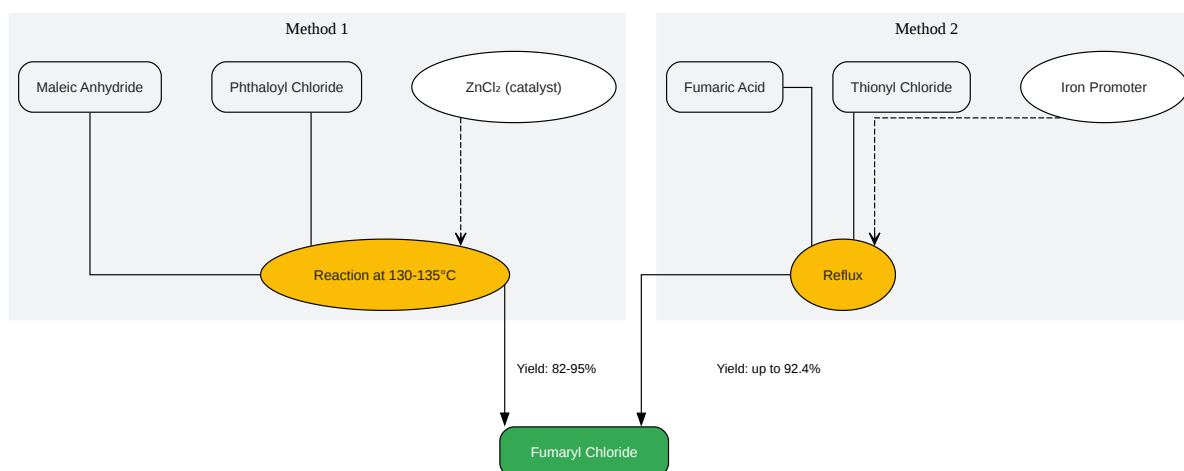 Method 1
Method 2
Maleic Anhydride
Phthaloyl Chloride
ZnCl₂ (catalyst)
Fumaric Acid
Thionyl Chloride
Iron Promoter
Reaction at 130-135°C
Reflux
Yield: 82-95%
Yield: up to 92.4%
Fumaryl Chloride